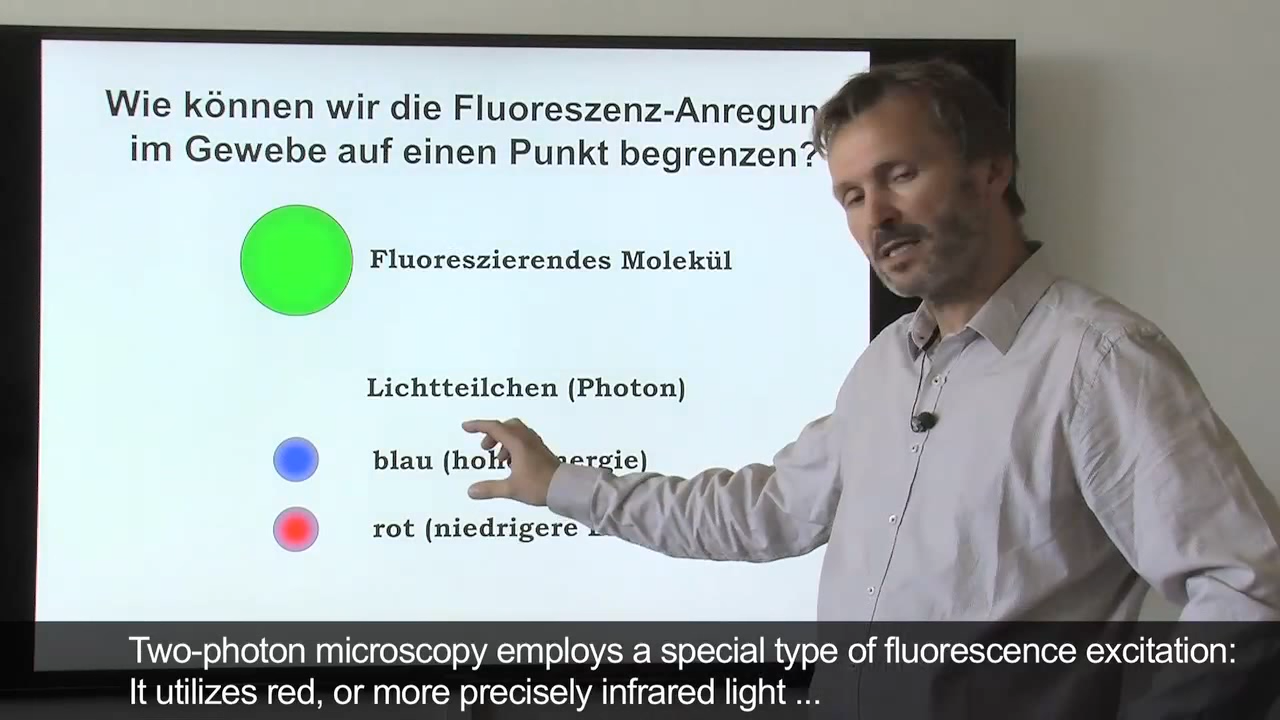 Wie können wir die Fluoreszenz-Anregun
im Gewebe auf einen Punkt begrenzen?
Fluoreszierendes Molekül
Lichtteilchen (Photon)
blau (hoh nergie)
rot (niedrigere
Two-photon microscopy employs a special type of fluorescence excitation:
It utilizes red, or more precisely infrared light ...